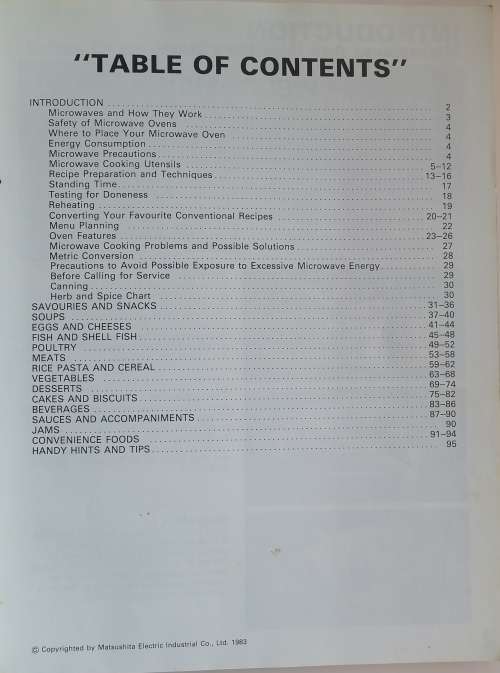 "TABLE OF CONTENTS"
INTRODUCTION ... 2
Microwaves and How They Work ... 3
Safety of Microwave Ovens ... 4
Where to Place Your Microwave Oven ... 4
Energy Consumption ... 4
Microwave Precautions ... 4
Microwave Cooking Utensils ... 5–12
Recipe Preparation and Techniques ... 13–16
Standing Time ... 17
Testing for Doneness ... 18
Reheating ... 19
Converting Your Favourite Conventional Recipes ... 20–21
Menu Planning ... 22
Oven Features ... 23–26
Microwave Cooking Problems and Possible Solutions ... 27
Metric Conversion ... 28
Precautions to Avoid Possible Exposure to Excessive Microwave Energy ... 29
Before Calling for Service ... 29
Canning ... 30
Herb and Spice Chart ... 30
SAVOURIES AND SNACKS ... 31–36
SOUPS ... 37–40
EGGS AND CHEESES ... 41–44
FISH AND SHELL FISH ... 45–48
POULTRY ... 49–52
MEATS ... 53–58
RICE PASTA AND CEREAL ... 59–62
VEGETABLES ... 63–68
DESSERTS ... 69–74
CAKES AND BISCUITS ... 75–82
BEVERAGES ... 83–86
SAUCES AND ACCOMPANIMENTS ... 87–90
JAMS ... 90
CONVENIENCE FOODS ... 91–94
HANDY HINTS AND TIPS ... 95
© Copyrighted by Matsushita Electric Industrial Co., Ltd. 1983